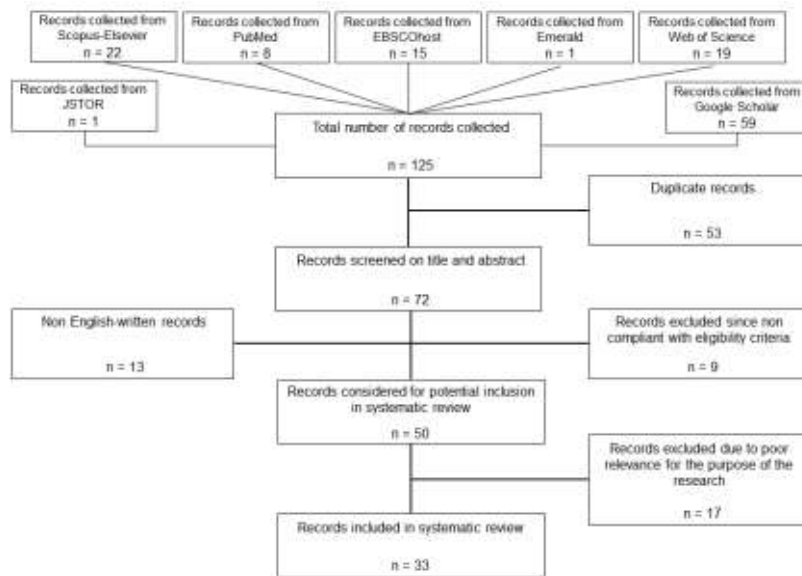 Records collected from
Scopus-Elsevier
n = 22
Records collected from
PubMed
n = 8
Records collected from
EBSCOhost
n = 15
Records collected from
Emerald
n = 1
Records collected from
Web of Science
n = 19
Records collected from
JSTOR
n = 1
Records collected from
Google Scholar
n = 59
Total number of records collected
n = 125
Duplicate records
n = 53
Records screened on title and abstract
n = 72
Non English-written records
n = 13
Records excluded since non
compliant with eligibility criteria
n = 9
Records considered for potential inclusion
in systematic review
n = 50
Records excluded due to poor
relevance for the purpose of the
research
n = 17
Records included in systematic review
n = 33